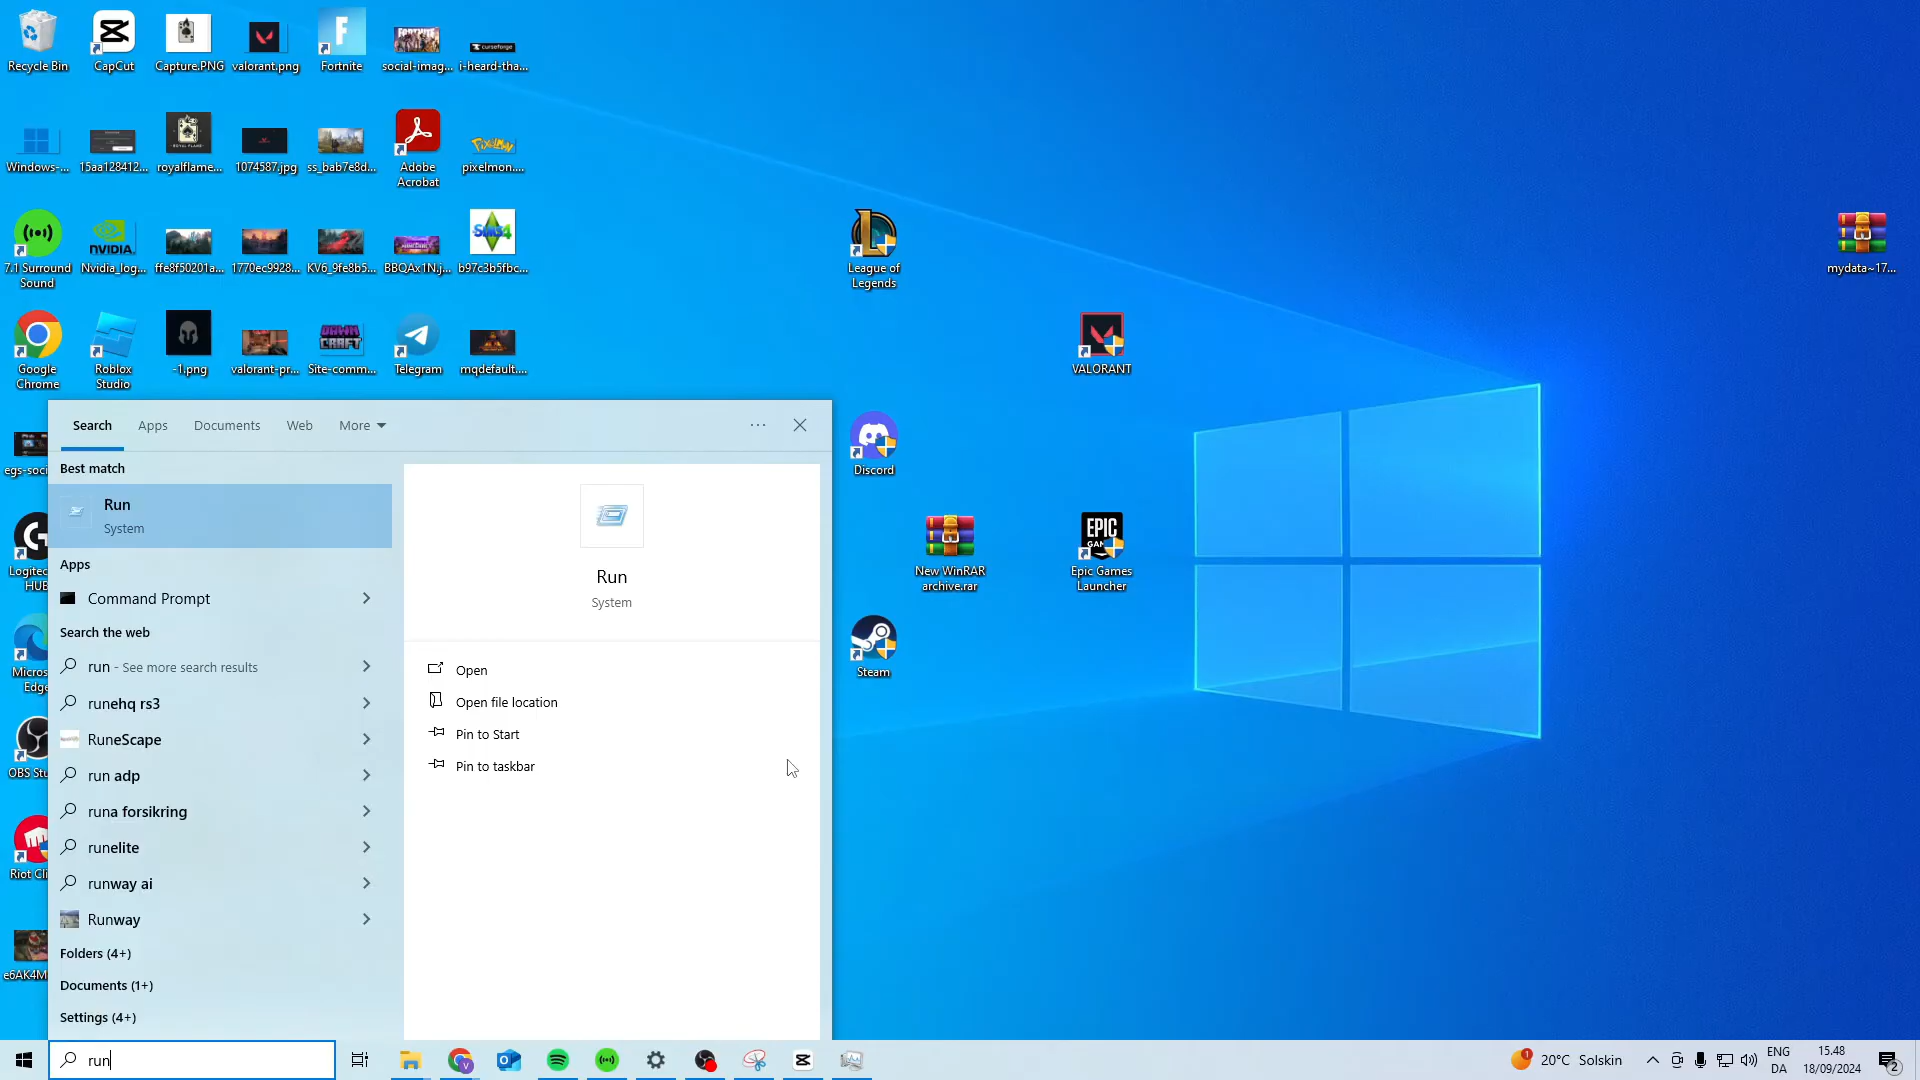 Recycle Bin
CapCut
Capture.PNG
valorant.png
Fortnite
social-imag...
i-heard-tha...
Windows-...
15aa128412...
royalflame...
1074587.jpg
ss_bab7e8d...
Adobe
Acrobat
pixelmon....
7.1 Surround
Sound
Nvidia_log...
ffe8f50201a...
1770ec9928...
KV6_9fe8b5...
BBQAx1N.j...
b97c3b5fbc...
League of
Legends
mydata~17...
Google
Chrome
Roblox
Studio
-1.png
valorant-pr...
Site-comm...
Telegram
mqdefault....
VALORANT
Search
Apps
Documents
Web
More
Best match
Run
System
Apps
Command Prompt
Search the web
run - See more search results
runehq rs3
RuneScape
run adp
runa forsikring
runelite
runway ai
Runway
Folders (4+)
Documents (1+)
Settings (4+)
Run
System
Open
Open file location
Pin to Start
Pin to taskbar
egs-soci
Logitec
HUB
Micros
Edge
OBS Stu
Riot Cli
e6AK4M
Discord
New WinRAR
archive.rar
EPIC
Epic Games
Launcher
Steam
run
20°C Solskin
ENG
DA
15.48
18/09/2024
2